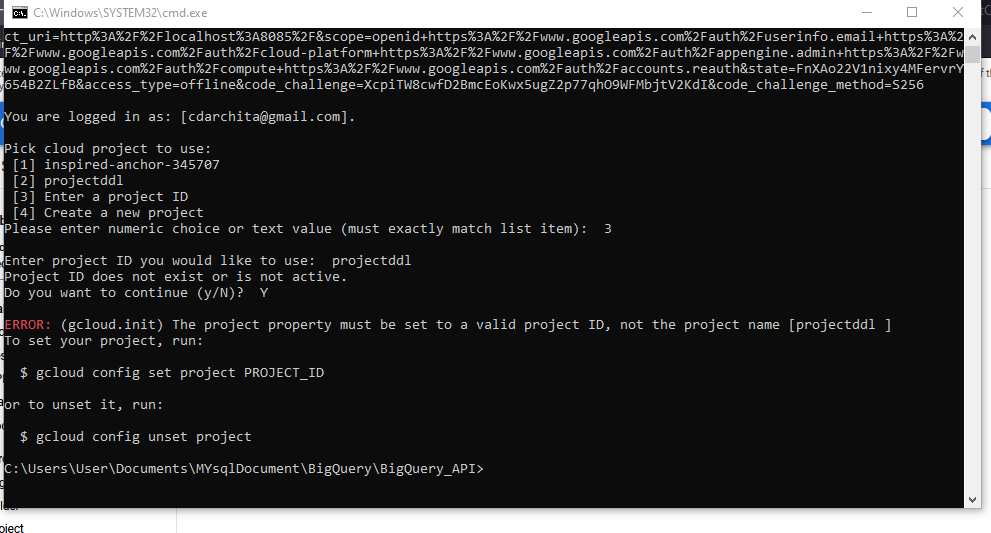 C:\Windows\SYSTEM32\cmd.exe
ct_uri=http%3A%2F%2Flocalhost%3A8085%2F&scope=openid+https%3A%2F%2Fwww.googleapis.com%2Fauth%2Fuserinfo.email+https%3A%2
F%2Fwww.googleapis.com%2Fauth%2Fcloud-platform+https%3A%2F%2Fwww.googleapis.com%2Fauth%2Fappengine.admin+https%3A%2F%2Fw
ww.googleapis.com%2Fauth%2Fcompute+https%3A%2F%2Fwww.googleapis.com%2Fauth%2Faccounts.reauth&state=FnXAo22V1nixy4MFervrY
654B2ZLfB&access_type=offline&code_challenge=XcpiTW8cwfD2BmcEoKwx5ugZ2p77qhO9WFMbjtV2KdI&code_challenge_method=S256
You are logged in as: [cdarchita@gmail.com].
Pick cloud project to use:
[1] inspired-anchor-345707
[2] projectddl
[3] Enter a project ID
[4] Create a new project
Please enter numeric choice or text value (must exactly match list item): 3
Enter project ID you would like to use: projectddl
Project ID does not exist or is not active.
Do you want to continue (y/N)? Y
ERROR: (gcloud.init) The project property must be set to a valid project ID, not the project name [projectddl ]
To set your project, run:
$ gcloud config set project PROJECT_ID
or to unset it, run:
$ gcloud config unset project
C:\Users\User\Documents\MYsqlDocument\BigQuery\BigQuery_API>
oject